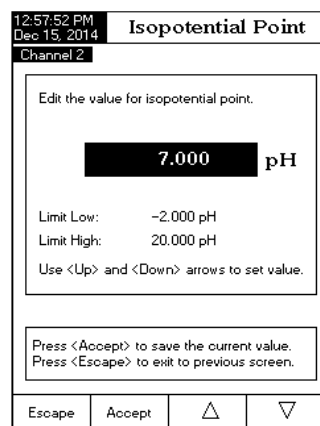 12:57:52 PM
Dec 15, 2014
Isopotential Point
Channel 2
Edit the value for isopotential point.
7.000 pH
Limit Low: -2.000 pH
Limit High: 20.000 pH
Use <Up> and <Down> arrows to set value.
Press <Accept> to save the current value.
Press <Escape> to exit to previous screen.
Escape Accept